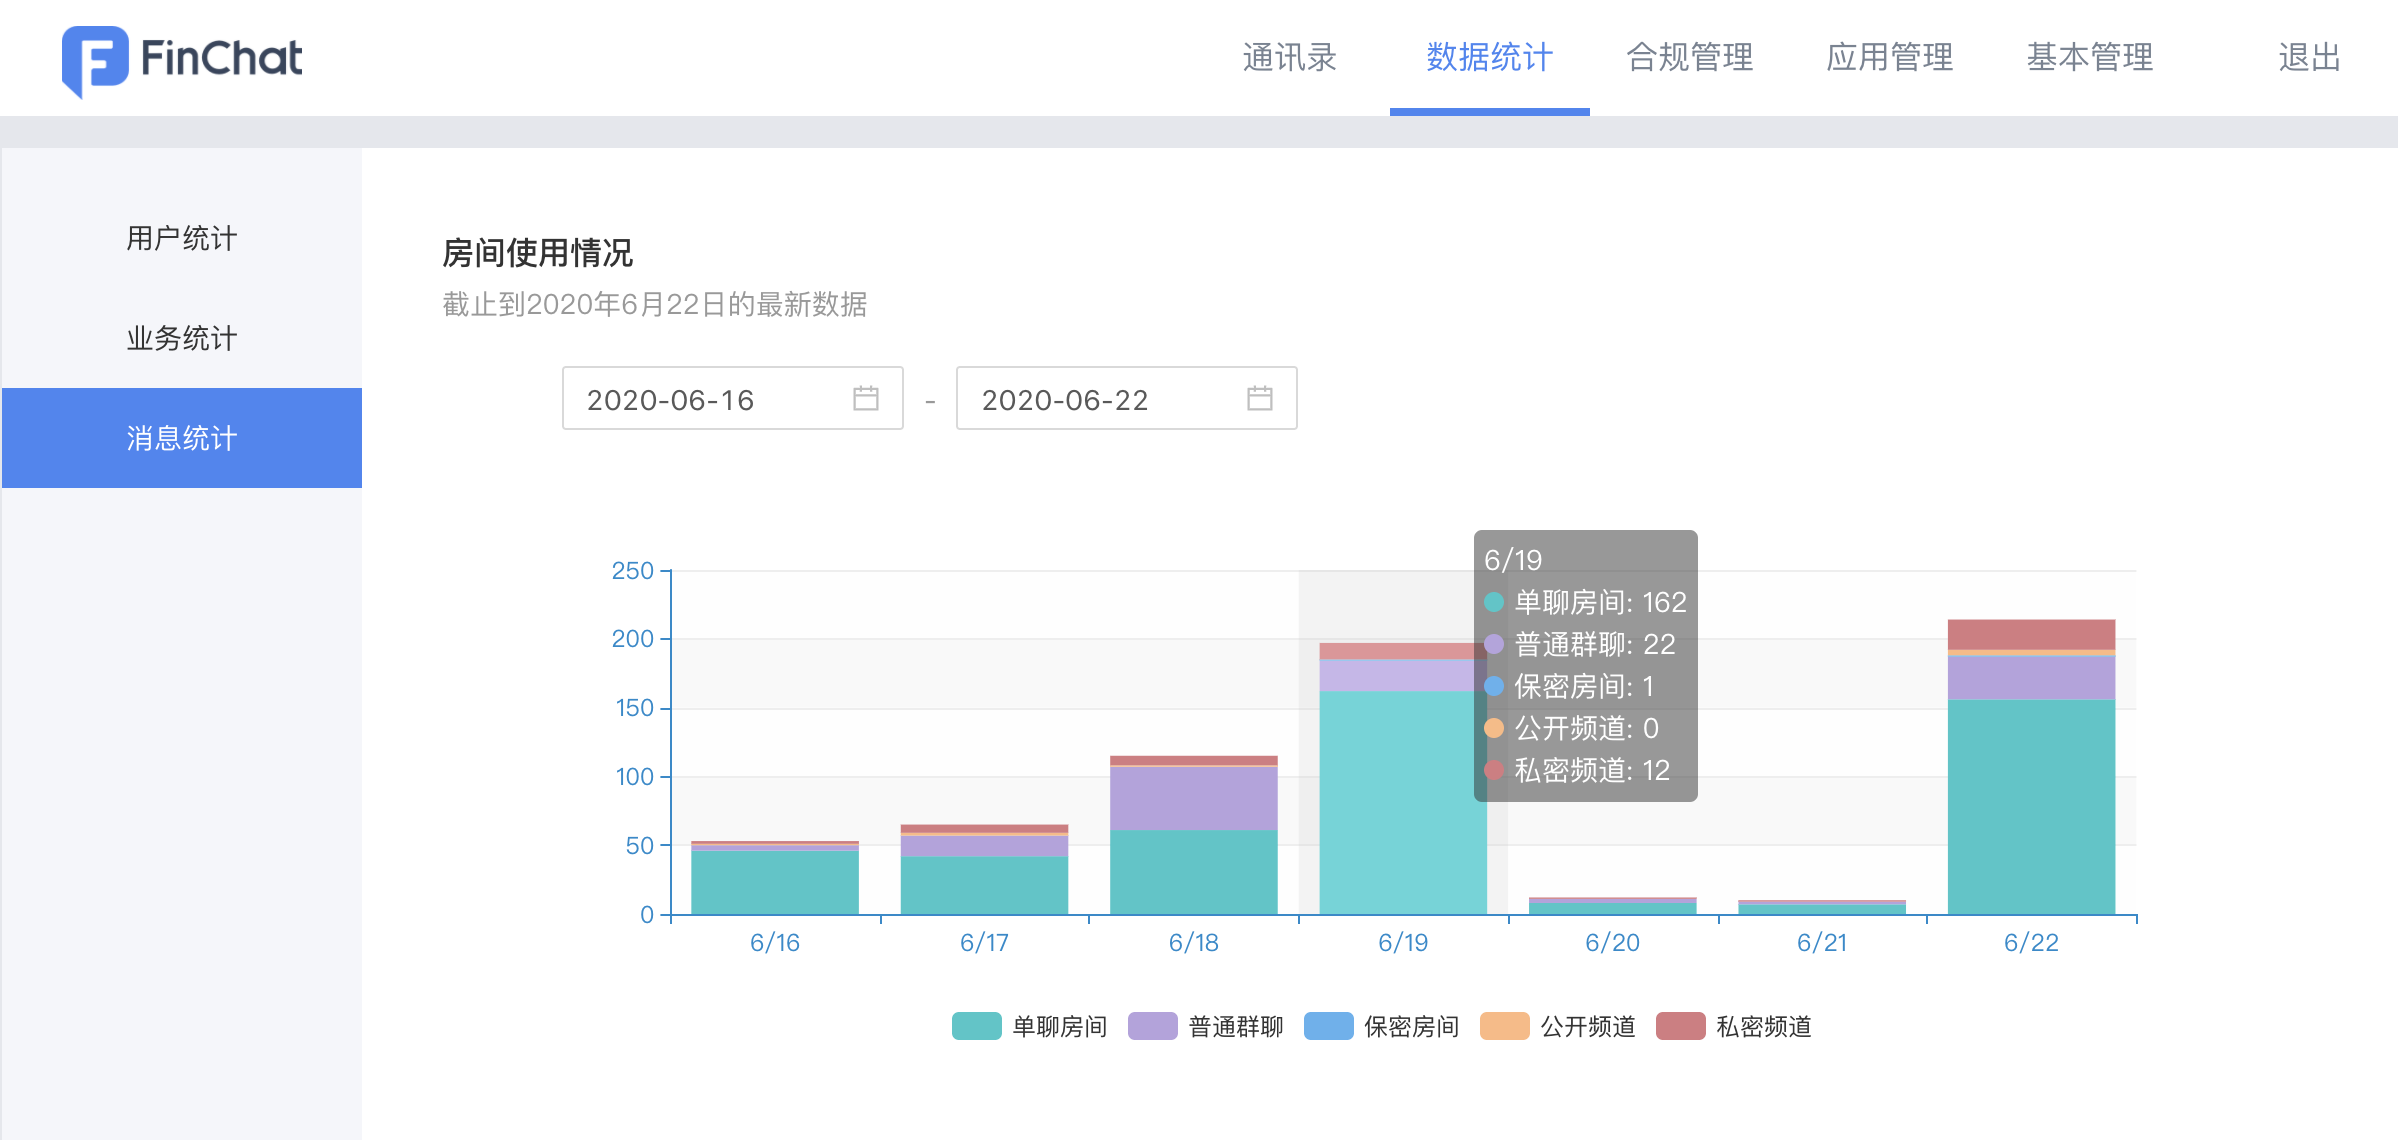 FinChat
通讯录 数据统计 合规管理 应用管理 基本管理 退出
用户统计
业务统计
消息统计
房间使用情况
截止到2020年6月22日的最新数据
2020-06-16 - 2020-06-22
250
200
150
100
50
0
6/19
单聊房间: 162
普通群聊: 22
保密房间: 1
公开频道: 0
私密频道: 12
6/16 6/17 6/18 6/19 6/20 6/21 6/22
单聊房间 普通群聊 保密房间 公开频道 私密频道